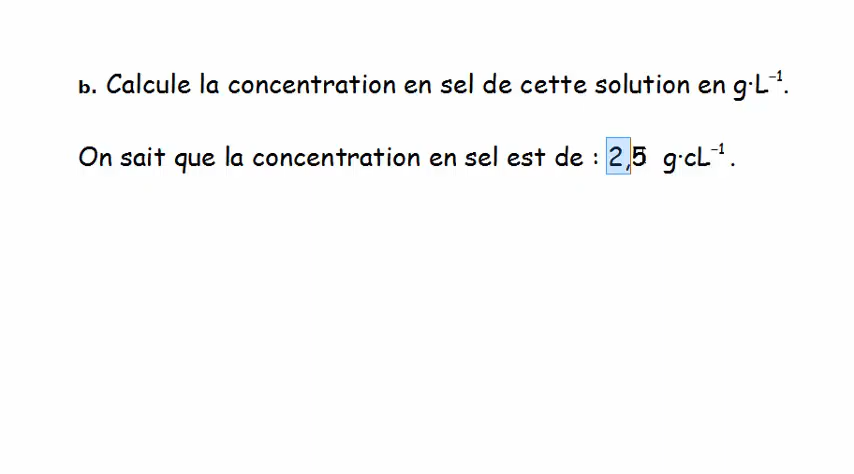 b. Calcule la concentration en sel de cette solution en g·L⁻¹.
On sait que la concentration en sel est de : 2,5 g·cL⁻¹ .